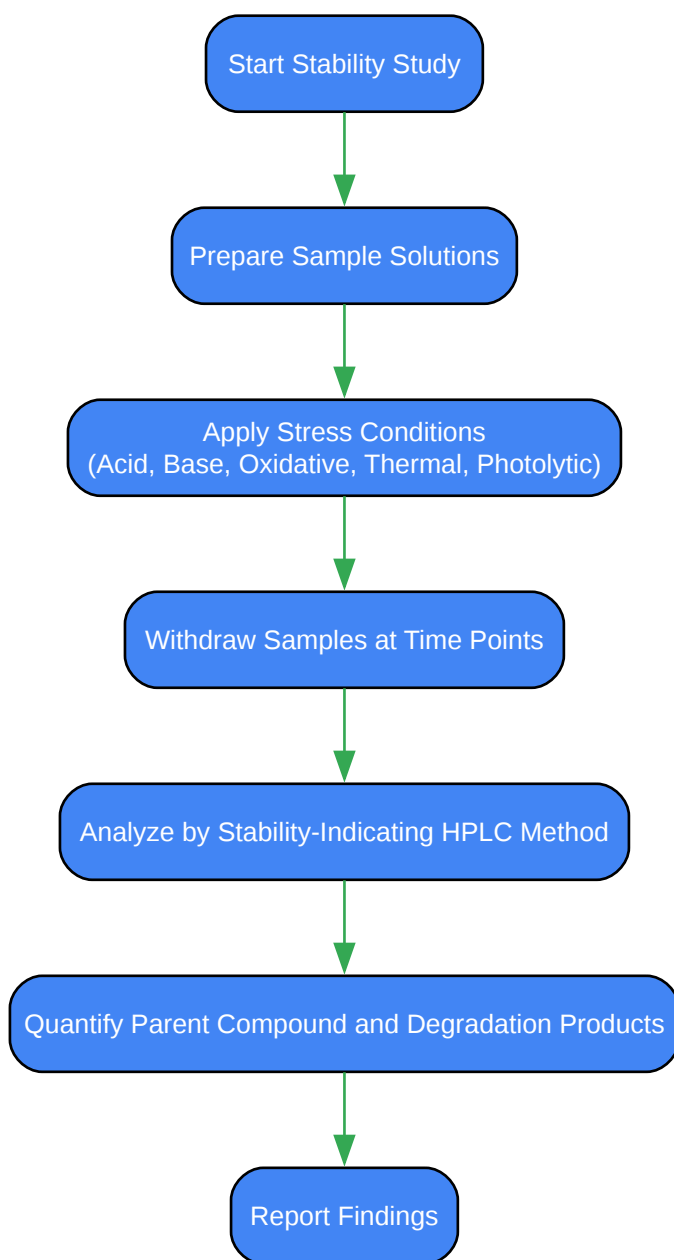 Start Stability Study
Prepare Sample Solutions
Apply Stress Conditions
(Acid, Base, Oxidative, Thermal, Photolytic)
Withdraw Samples at Time Points
Analyze by Stability-Indicating HPLC Method
Quantify Parent Compound and Degradation Products
Report Findings